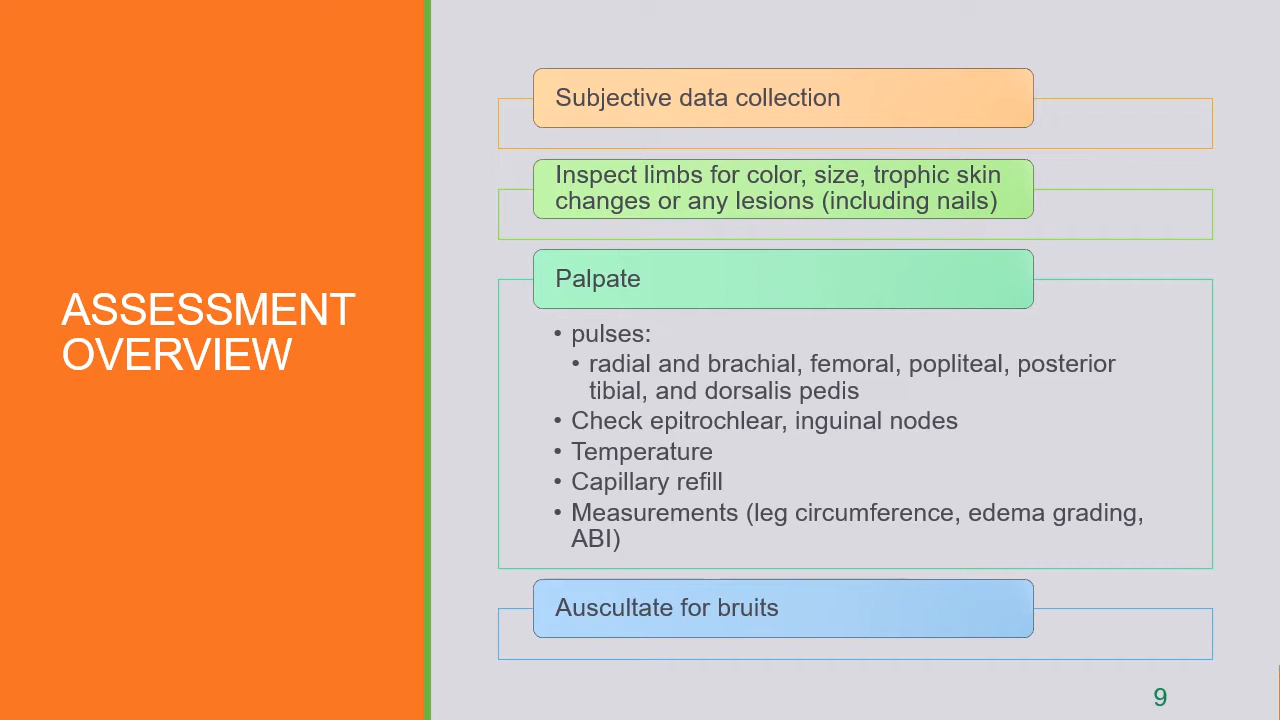 ASSESSMENT
OVERVIEW
Subjective data collection
Inspect limbs for color, size, trophic skin
changes or any lesions (including nails)
Palpate
• pulses:
• radial and brachial, femoral, popliteal, posterior
tibial, and dorsalis pedis
• Check epitrochlear, inguinal nodes
• Temperature
• Capillary refill
• Measurements (leg circumference, edema grading,
ABI)
Auscultate for bruits
9